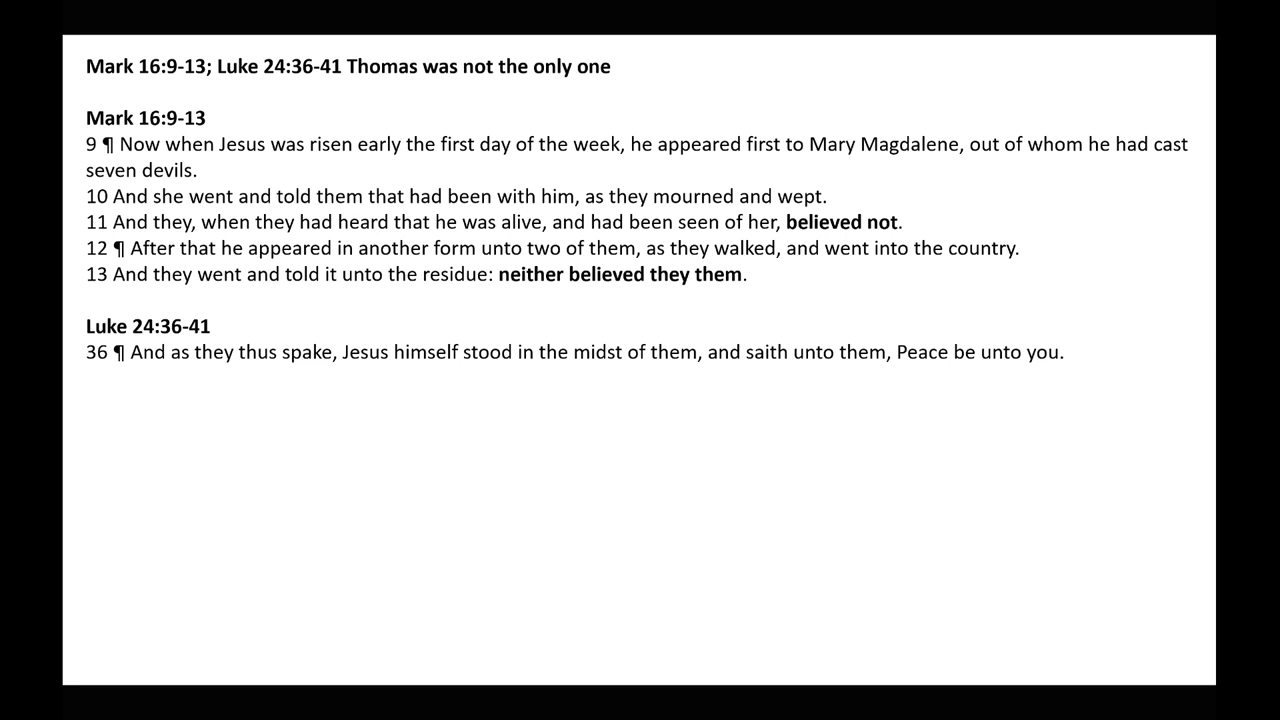 Mark 16:9-13; Luke 24:36-41 Thomas was not the only one
Mark 16:9-13
9 ¶ Now when Jesus was risen early the first day of the week, he appeared first to Mary Magdalene, out of whom he had cast
seven devils.
10 And she went and told them that had been with him, as they mourned and wept.
11 And they, when they had heard that he was alive, and had been seen of her, believed not.
12 ¶ After that he appeared in another form unto two of them, as they walked, and went into the country.
13 And they went and told it unto the residue: neither believed they them.
Luke 24:36-41
36 ¶ And as they thus spake, Jesus himself stood in the midst of them, and saith unto them, Peace be unto you.